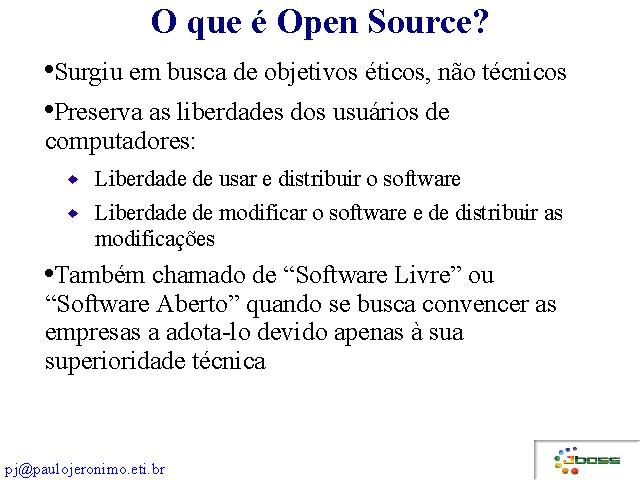 O que é Open Source?
•Surgiu em busca de objetivos éticos, não técnicos
•Preserva as liberdades dos usuários de
computadores:
◆ Liberdade de usar e distribuir o software
◆ Liberdade de modificar o software e de distribuir as
modificações
•Também chamado de “Software Livre” ou
“Software Aberto” quando se busca convencer as
empresas a adota-lo devido apenas à sua
superioridade técnica
pj@paulojeronimo.eti.br
JBoss